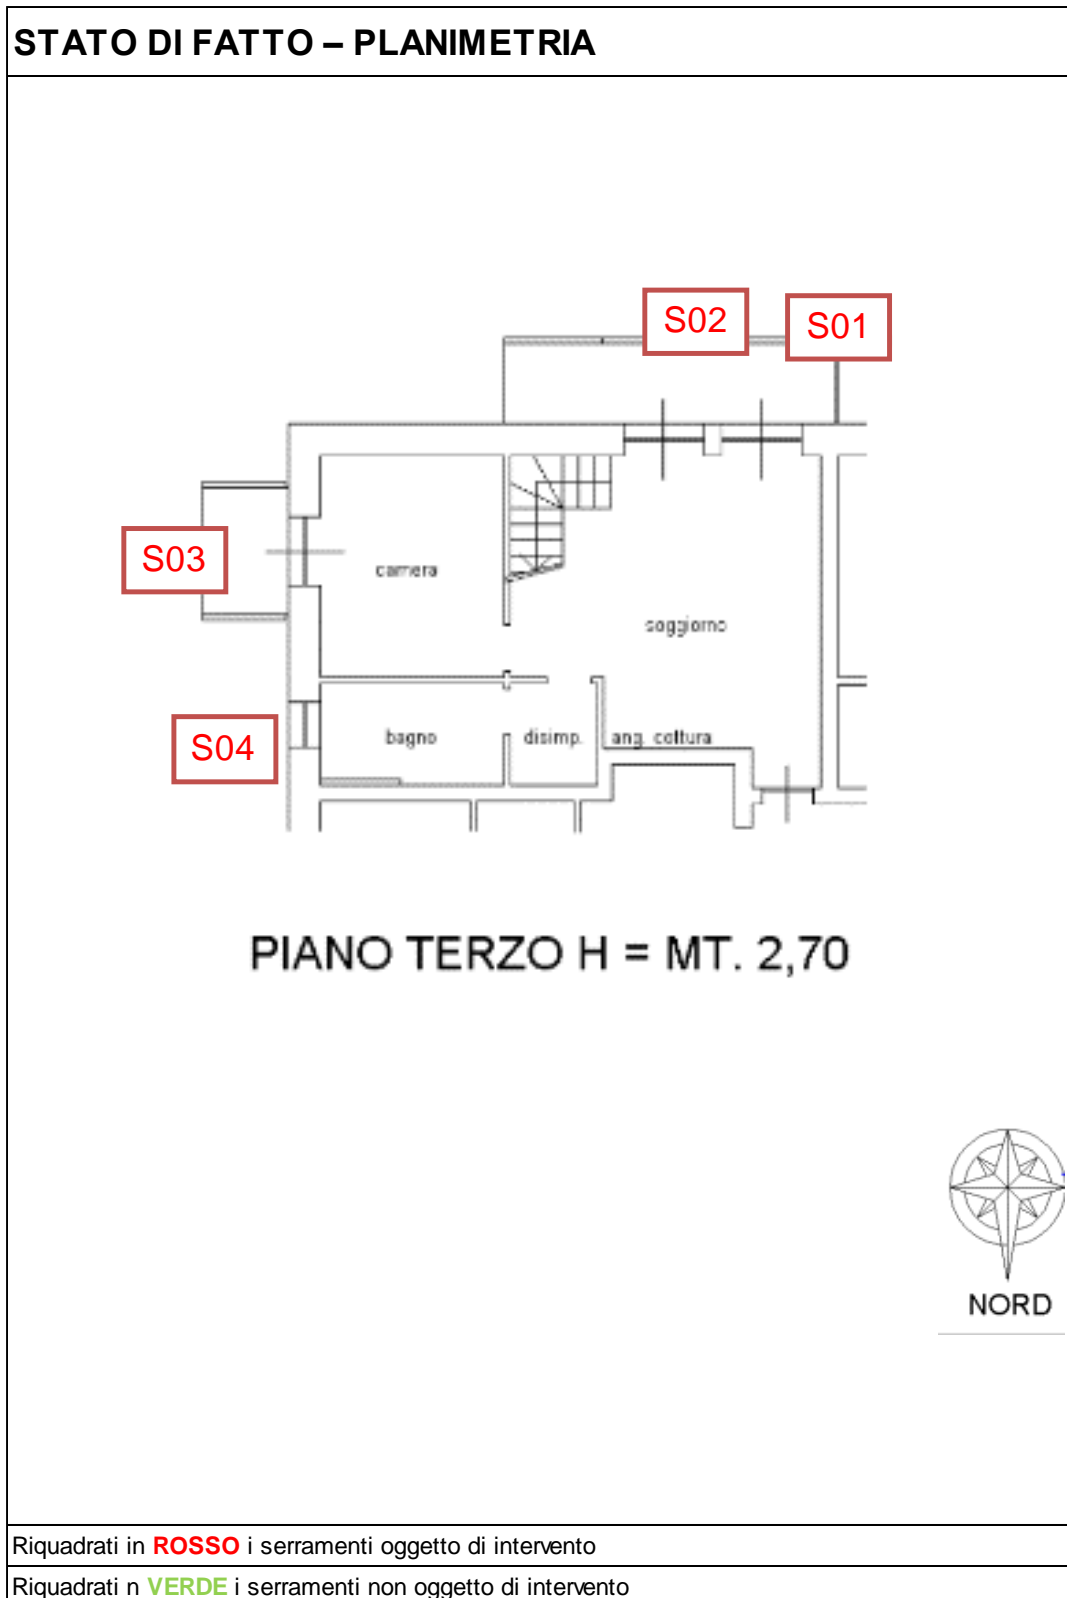 STATO DI FATTO – PLANIMETRIA
S02
S01
S03
camera
soggiorno
S04
bagno
disimp.
ang. cottura
PIANO TERZO H = MT. 2,70
NORD
Riquadrati in ROSSO i serramenti oggetto di intervento
Riquadrati n VERDE i serramenti non oggetto di intervento